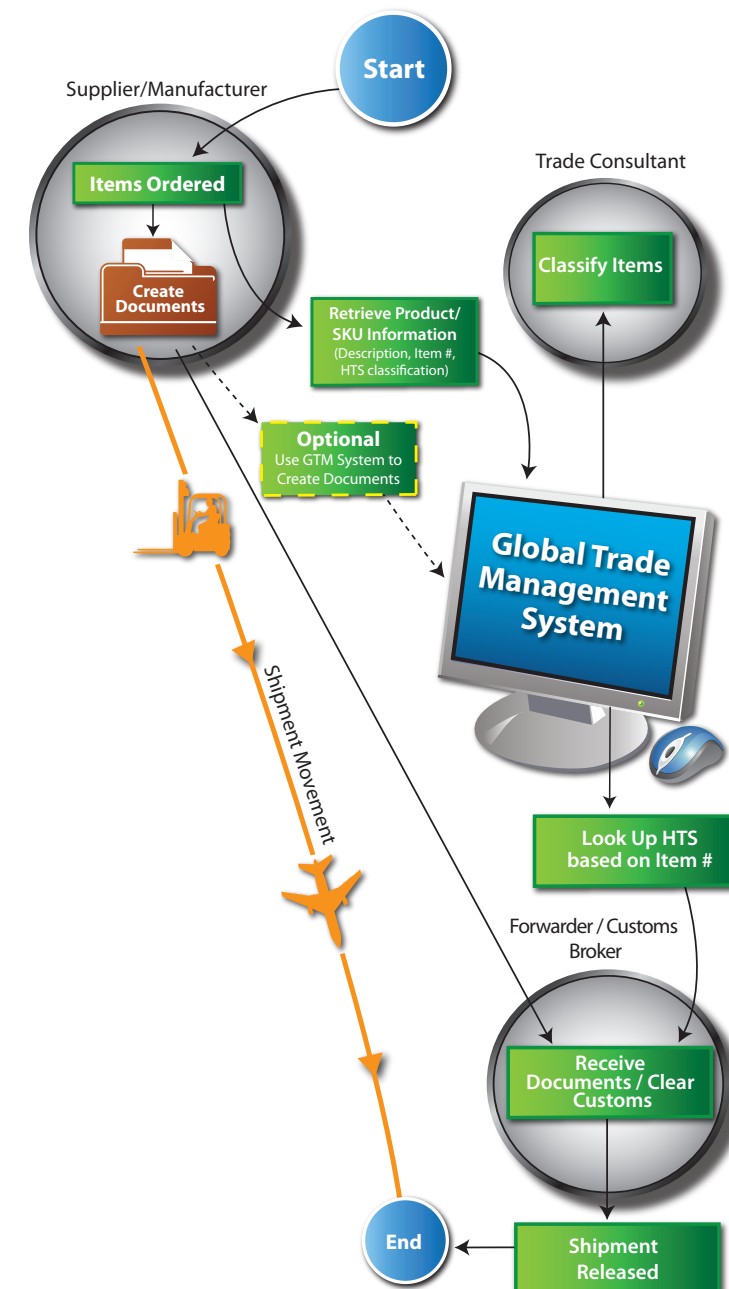 Start
Supplier/Manufacturer
Items Ordered
Create
Documents
Trade Consultant
Classify Items
Retrieve Product/
SKU Information
(Description, Item #,
HTS classification)
Optional
Use GTM System to
Create Documents
Global Trade
Management
System
Shipment Movement
Look Up HTS
based on Item #
Forwarder / Customs
Broker
Receive
Documents / Clear
Customs
End
Shipment
Released